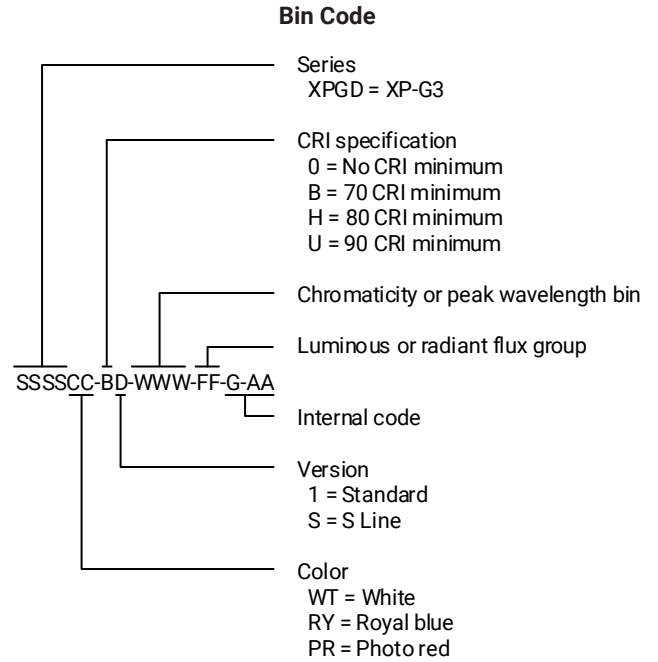 Bin Code
Series
XPGD = XP-G3
CRI specification
0 = No CRI minimum
B = 70 CRI minimum
H = 80 CRI minimum
U = 90 CRI minimum
Chromaticity or peak wavelength bin
Luminous or radiant flux group
SSSSCC-BD-WWW-FF-G-AA
Internal code
Version
1 = Standard
S = S Line
Color
WT = White
RY = Royal blue
PR = Photo red